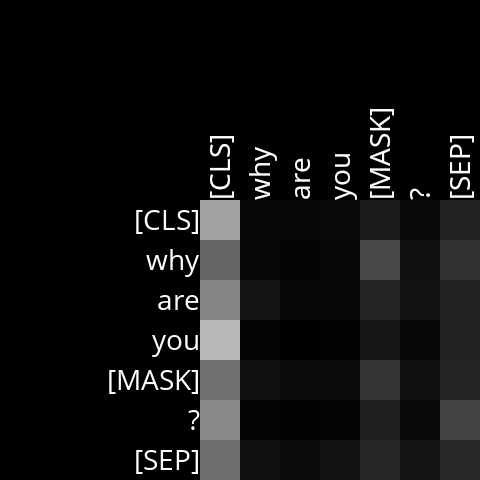 [CLS] why are you [MASK] ? [SEP]
[CLS]
why
are
you
[MASK]
?
[SEP]